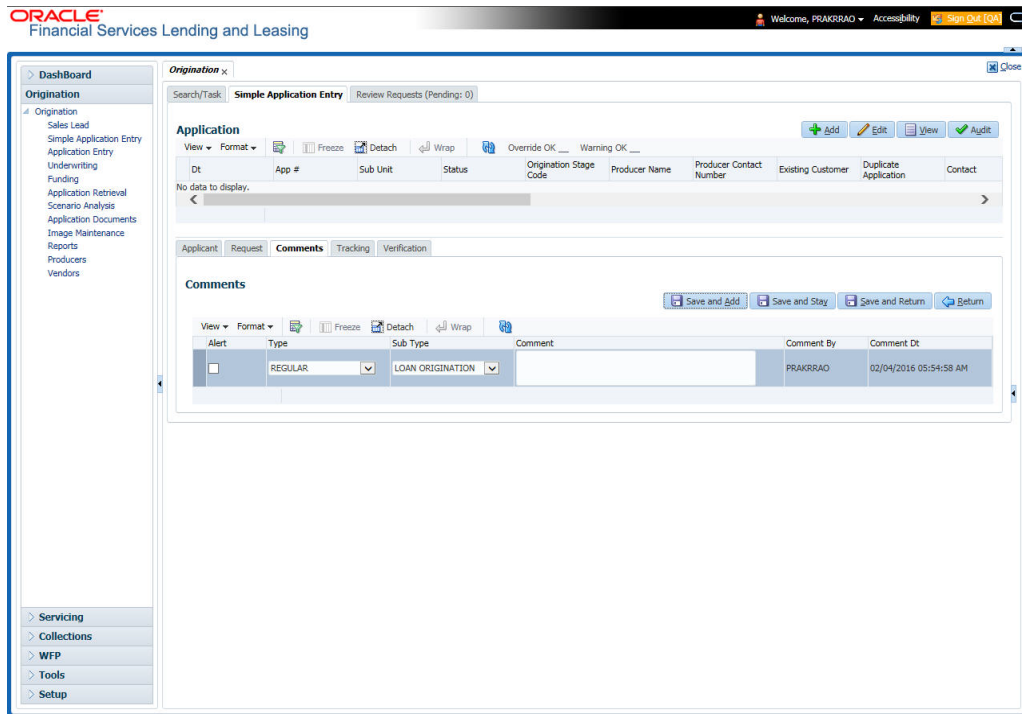 ORACLE®
Financial Services Lending and Leasing
Welcome, PRAKRRAO Accessibility Sign Out [QA]
Close
DashBoard
Origination
Origination
Sales Lead
Simple Application Entry
Application Entry
Underwriting
Funding
Application Retrieval
Scenario Analysis
Application Documents
Image Maintenance
Reports
Producers
Vendors
Servicing
Collections
WFP
Tools
Setup
Origination x
Search/Task Simple Application Entry Review Requests (Pending: 0)
Application
Add Edit View Audit
View Format Freeze Detach Wrap Override OK __ Warning OK __
Dt App # Sub Unit Status Origination Stage Code Producer Name Producer Contact Number Existing Customer Duplicate Application Contact
No data to display.
Applicant Request Comments Tracking Verification
Comments
Save and Add Save and Stay Save and Return Return
View Format Freeze Detach Wrap
Alert Type Sub Type Comment Comment By Comment Dt
REGULAR LOAN ORIGINATION PRAKRRAO 02/04/2016 05:54:58 AM